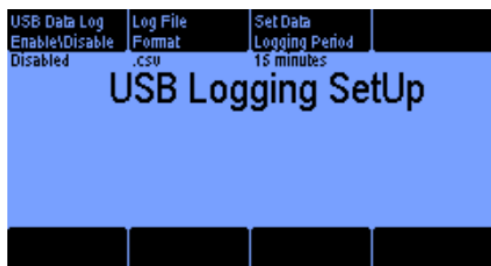 USB Data Log Log File Set Data
Enable\Disable Format Logging Period
Disabled .csv 15 minutes
USB Logging SetUp